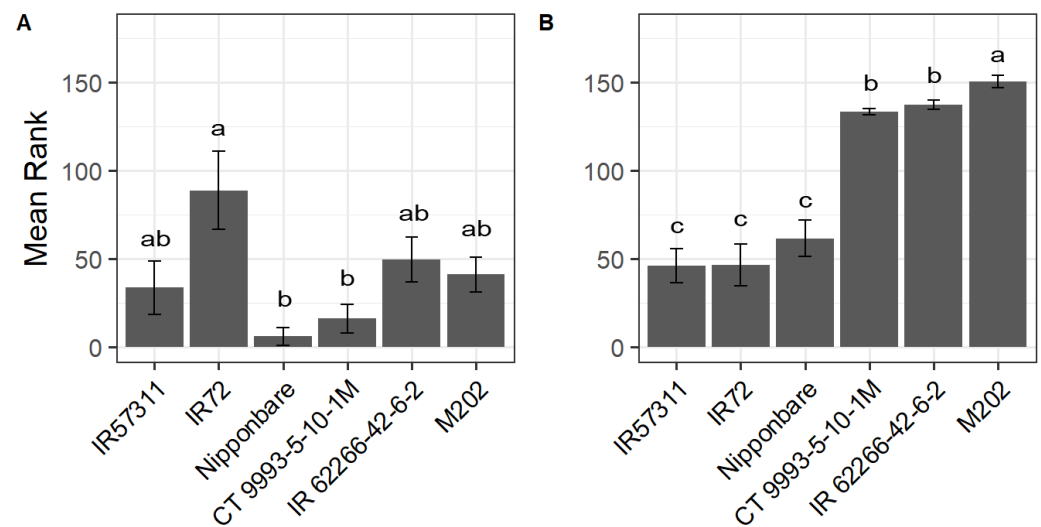 A
B
Mean Rank
150
100
50
0
ab
a
b
b
ab
ab
IR57311
IR72
Nipponbare
CT 9993-5-10-1M
IR 62266-42-6-2
M202
150
100
50
0
c
c
c
b
b
a
IR57311
IR72
Nipponbare
CT 9993-5-10-1M
IR 62266-42-6-2
M202